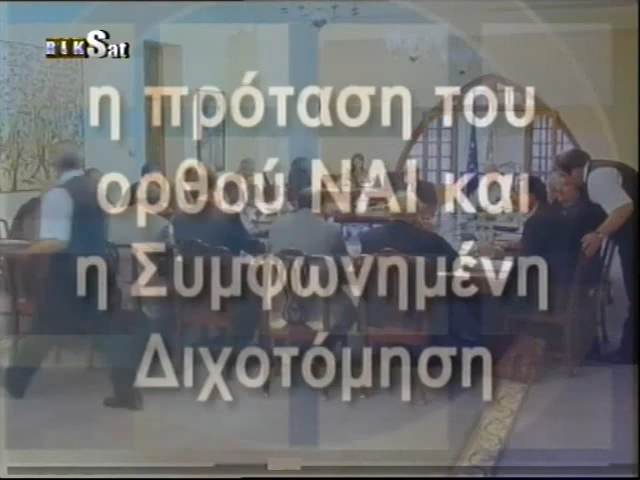 RIKSat
η πρόταση του
ορθού ΝΑΙ και
η Συμφωνημένη
Διχοτόμηση